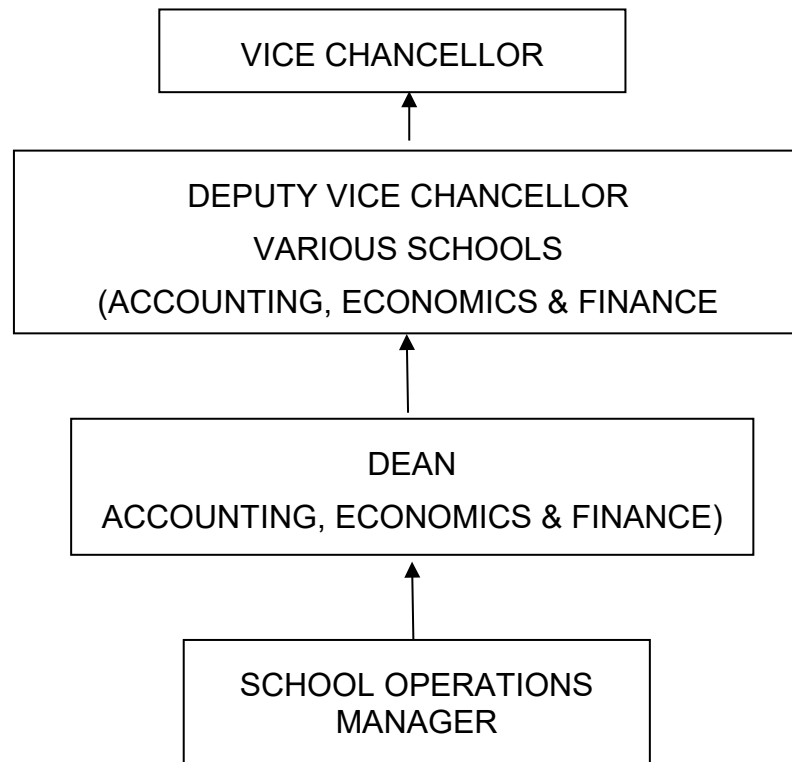 VICE CHANCELLOR
DEPUTY VICE CHANCELLOR
VARIOUS SCHOOLS
(ACCOUNTING, ECONOMICS & FINANCE
DEAN
ACCOUNTING, ECONOMICS & FINANCE)
SCHOOL OPERATIONS
MANAGER